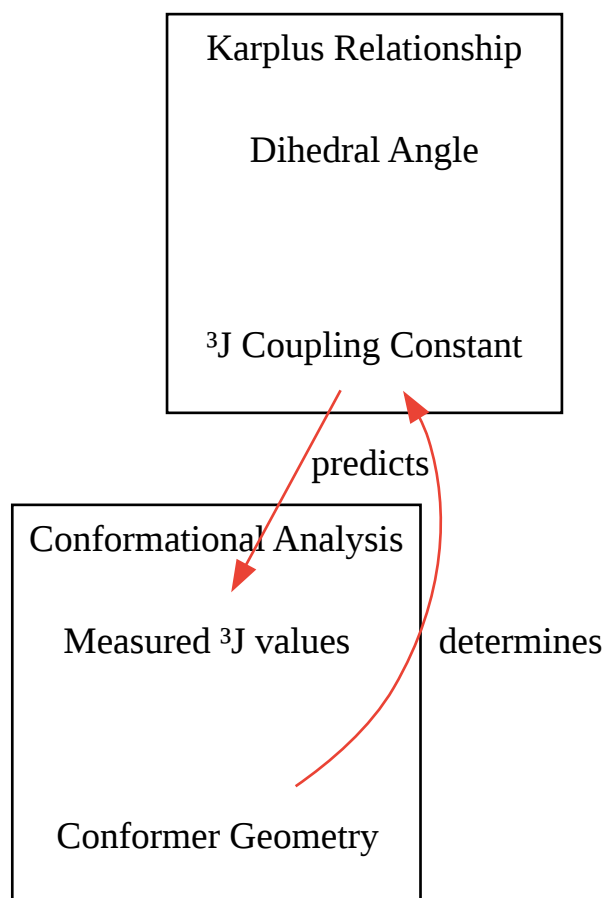 Karplus Relationship
Dihedral Angle
³J Coupling Constant
predicts
Conformational Analysis
Measured ³J values
determines
Conformer Geometry